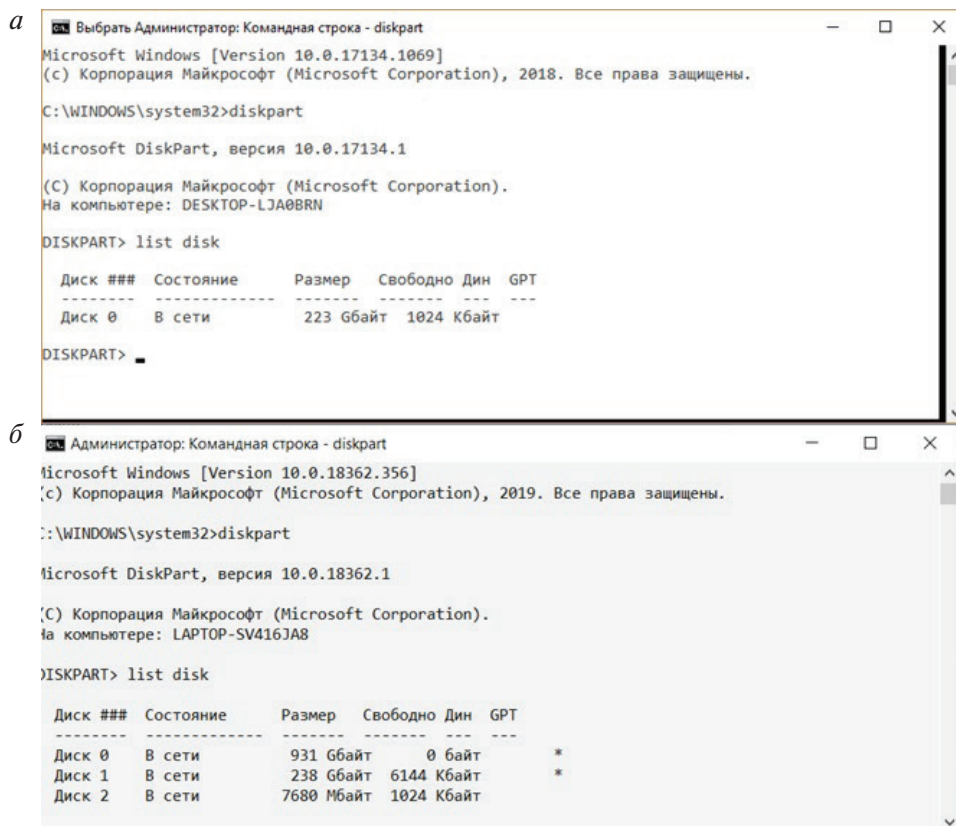 а
Выбрать Администратор: Командная строка - diskpart
Microsoft Windows [Version 10.0.17134.1069]
(c) Корпорация Майкрософт (Microsoft Corporation), 2018. Все права защищены.
C:\WINDOWS\system32>diskpart
Microsoft DiskPart, версия 10.0.17134.1
(C) Корпорация Майкрософт (Microsoft Corporation).
На компьютере: DESKTOP-LJA0BRN
DISKPART> list disk
Диск ### Состояние Размер Свободно Дин GPT
-------- ------------- ------- ------- --- ---
Диск 0 В сети 223 Gбайт 1024 Kбайт
DISKPART>
б
Администратор: Командная строка - diskpart
Microsoft Windows [Version 10.0.18362.356]
(c) Корпорация Майкрософт (Microsoft Corporation), 2019. Все права защищены.
:\WINDOWS\system32>diskpart
Microsoft DiskPart, версия 10.0.18362.1
(C) Корпорация Майкрософт (Microsoft Corporation).
На компьютере: LAPTOP-SV416JA8
DISKPART> list disk
Диск ### Состояние Размер Свободно Дин GPT
-------- ------------- ------- ------- --- ---
Диск 0 В сети 931 Gбайт 0 байт *
Диск 1 В сети 238 Gбайт 6144 Kбайт *
Диск 2 В сети 7680 Mбайт 1024 Kбайт